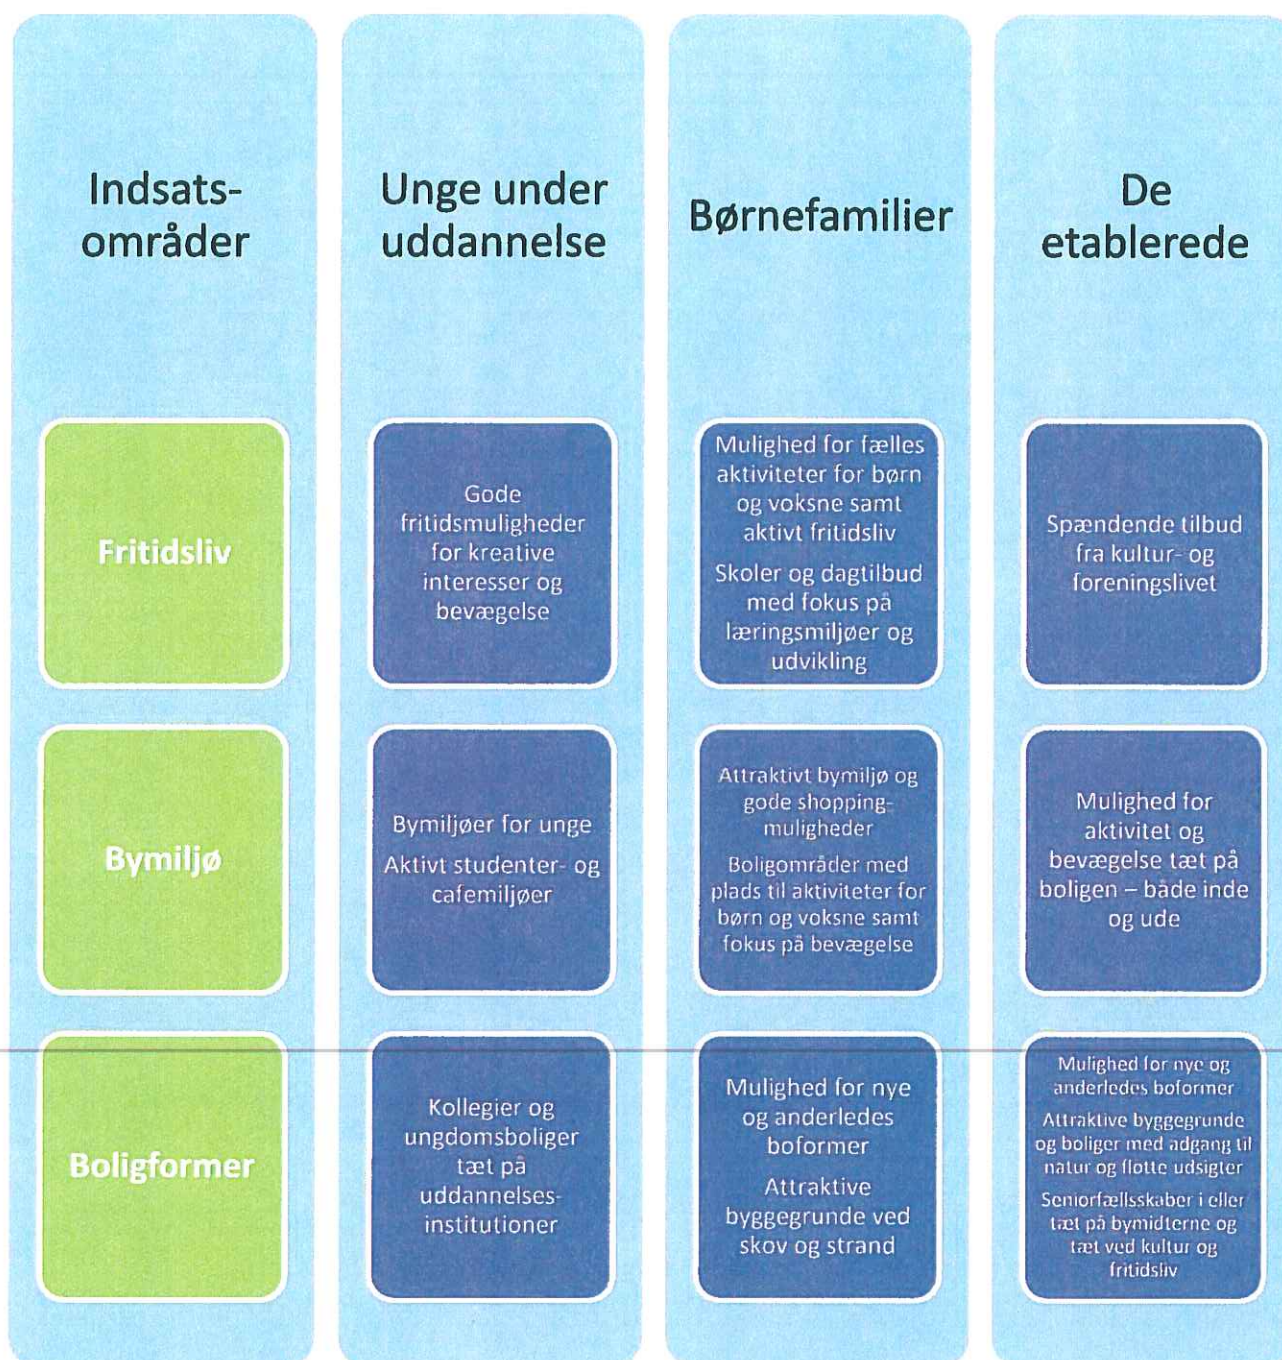 Indsats-
områder
Unge under
uddannelse
Børnefamilier
De
etablerede
Fritidsliv
Gode
fritidsmuligheder
for kreative
interesser og
bevægelse
Mulighed for fælles
aktiviteter for børn
og voksne samt
aktivt fritidsliv
Skoler og dagtilbud
med fokus på
læringsmiljøer og
udvikling
Spændende tilbud
fra kultur- og
foreningslivet
Bymiljø
Bymiljøer for unge
Aktivt studenter- og
cafemiljøer
Attraktivt bymiljø og
gode shopping-
muligheder
Boligområder med
plads til aktiviteter for
børn og voksne samt
fokus på bevægelse
Mulighed for
aktivitet og
bevægelse tæt på
boligen – både inde
og ude
Boligformer
Kollegier og
ungdomsboliger
tæt på
uddannelses-
institutioner
Mulighed for nye
og anderledes
boformer
Attraktive
byggegrunde ved
skov og strand
Mulighed for nye og
anderledes boformer
Attraktive byggegrunde
og boliger med adgang til
natur og flotte udsigter
Seniorfællsskaber i eller
tæt på bymidterne og
tæt ved kultur og
fritidsliv